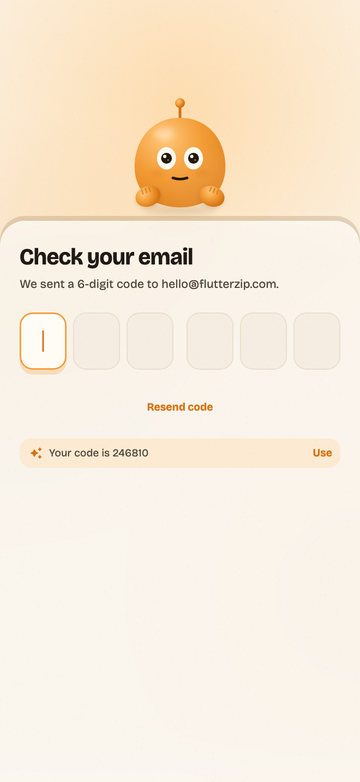 Check your email
We sent a 6-digit code to hello@flutterzip.com.
Resend code
Your code is 246810
Use